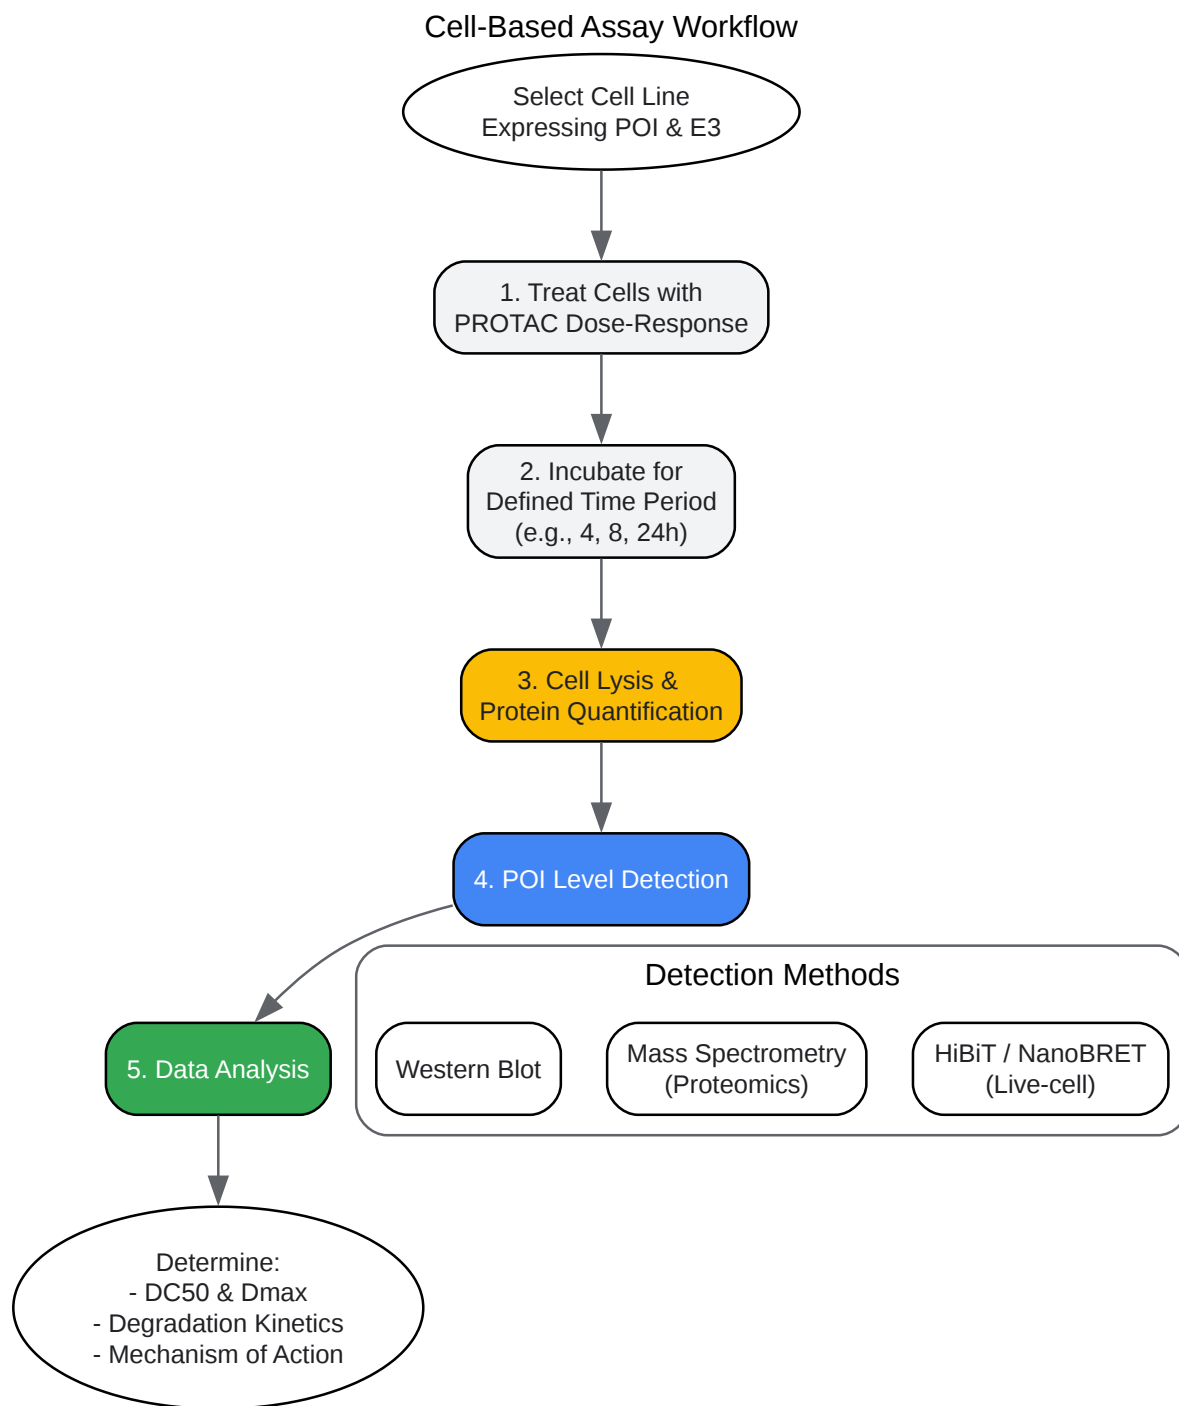 Cell-Based Assay Workflow
Select Cell Line
Expressing POI & E3
1. Treat Cells with
PROTAC Dose-Response
2. Incubate for
Defined Time Period
(e.g., 4, 8, 24h)
3. Cell Lysis &
Protein Quantification
4. POI Level Detection
Detection Methods
Western Blot
Mass Spectrometry
(Proteomics)
HiBiT / NanoBRET
(Live-cell)
5. Data Analysis
Determine:
- DC50 & Dmax
- Degradation Kinetics
- Mechanism of Action